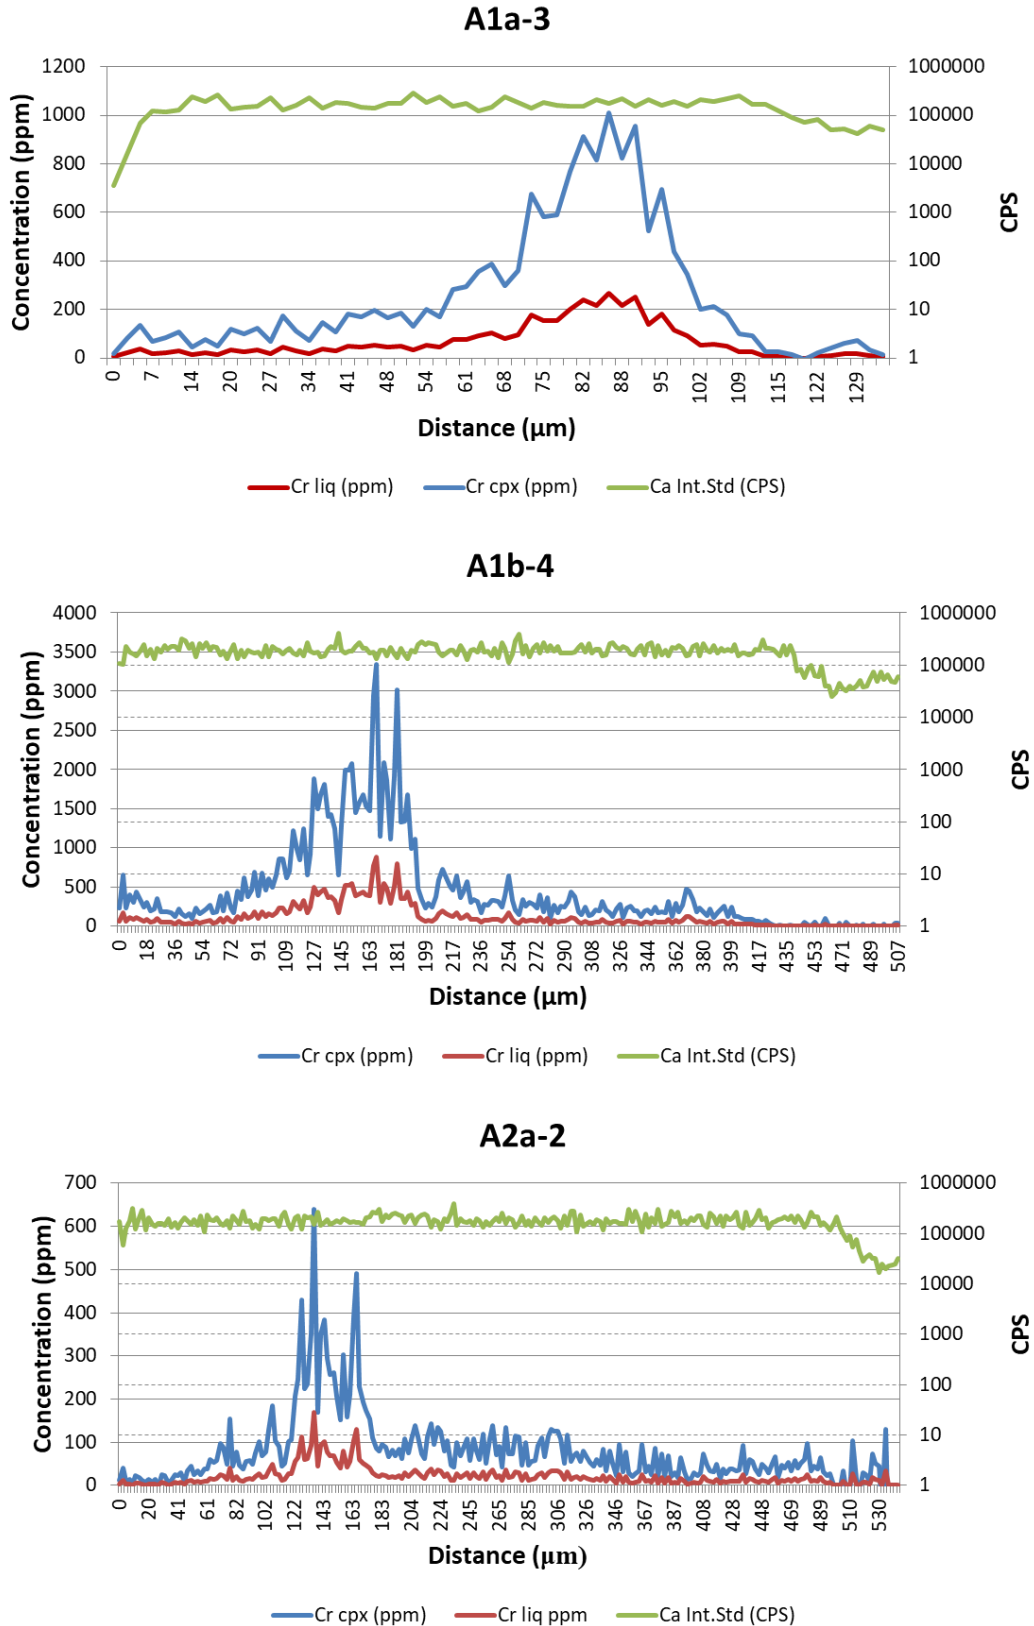 A1a-3
Concentration (ppm)
1200
1000
800
600
400
200
0
1000000
100000
10000
1000
100
10
1
CPS
0 7 14 20 27 34 41 48 54 61 68 75 82 88 95 102 109 115 122 129
Distance (μm)
Cr liq (ppm) Cr cpx (ppm) Ca Int.Std (CPS)
A1b-4
Concentration (ppm)
4000
3500
3000
2500
2000
1500
1000
500
0
1000000
100000
10000
1000
100
10
1
CPS
0 18 36 54 72 91 109 127 145 163 181 199 217 236 254 272 290 308 326 344 362 380 399 417 435 453 471 489 507
Distance (μm)
Cr cpx (ppm) Cr liq (ppm) Ca Int.Std (CPS)
A2a-2
Concentration (ppm)
700
600
500
400
300
200
100
0
1000000
100000
10000
1000
100
10
1
CPS
0 20 41 61 82 102 122 143 163 184 204 224 245 265 285 306 326 346 367 387 408 428 448 469 489 510 530
Distance (μm)
Cr cpx (ppm) Cr liq ppm Ca Int.Std (CPS)